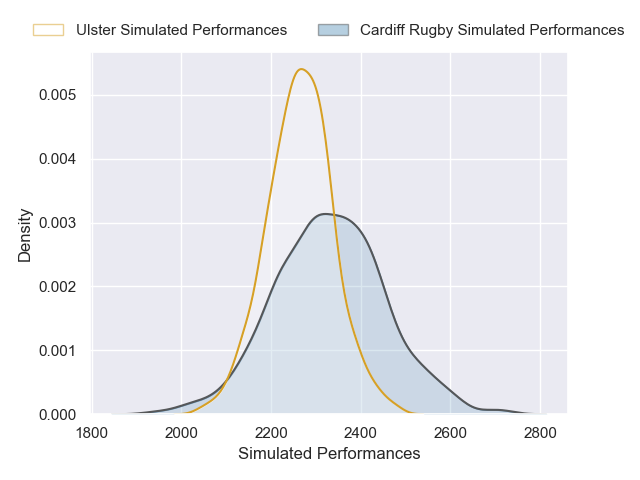 Ulster Simulated Performances
Cardiff Rugby Simulated Performances
0.005
0.004
0.003
0.002
0.001
0.000
Density
1800 2000 2200 2400 2600 2800
Simulated Performances